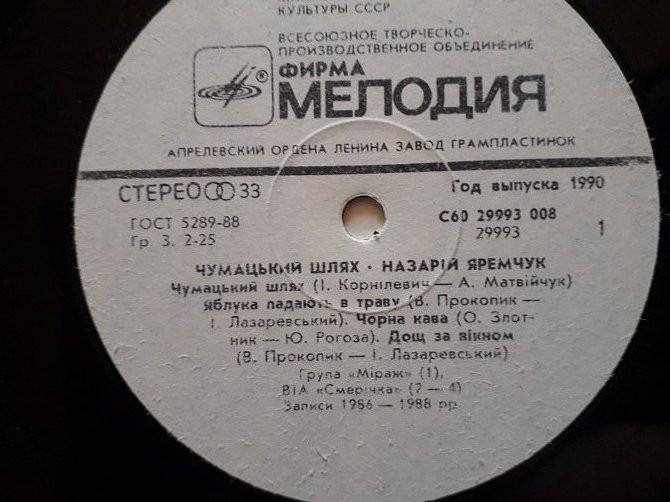 КУЛЬТУРЫ СССР
ВСЕСОЮЗНОЕ ТВОРЧЕСКО-
ПРОИЗВОДСТВЕННОЕ ОБЪЕДИНЕНИЕ
ФИРМА
® МЕЛОДИЯ
АПРЕЛЕВСКИЙ ОРДЕНА ЛЕНИНА ЗАВОД ГРАМПЛАСТИНОК
СТЕРЕО 33
Год выпуска 1990
ГОСТ 5289-88
С60 29993 008
Гр. 3. 2-25
29993
1
ЧУМАЦЬКИЙ ШЛЯХ · НАЗАРІЙ ЯРЕМЧУК
Чумацький шлях (І. Корнілевич — А. Матвійчук)
Яблука падають в траву (В. Прокопик —
І. Лазаревський). Чорна кава (О. Злот-
ник — Ю. Рогоза). Дощ за вікном
(В. Прокопик — І. Лазаревський)
Група «Міраж» (1),
ВІА «Смерічка» (2 — 4)
Записи 1986 — 1988 рр.